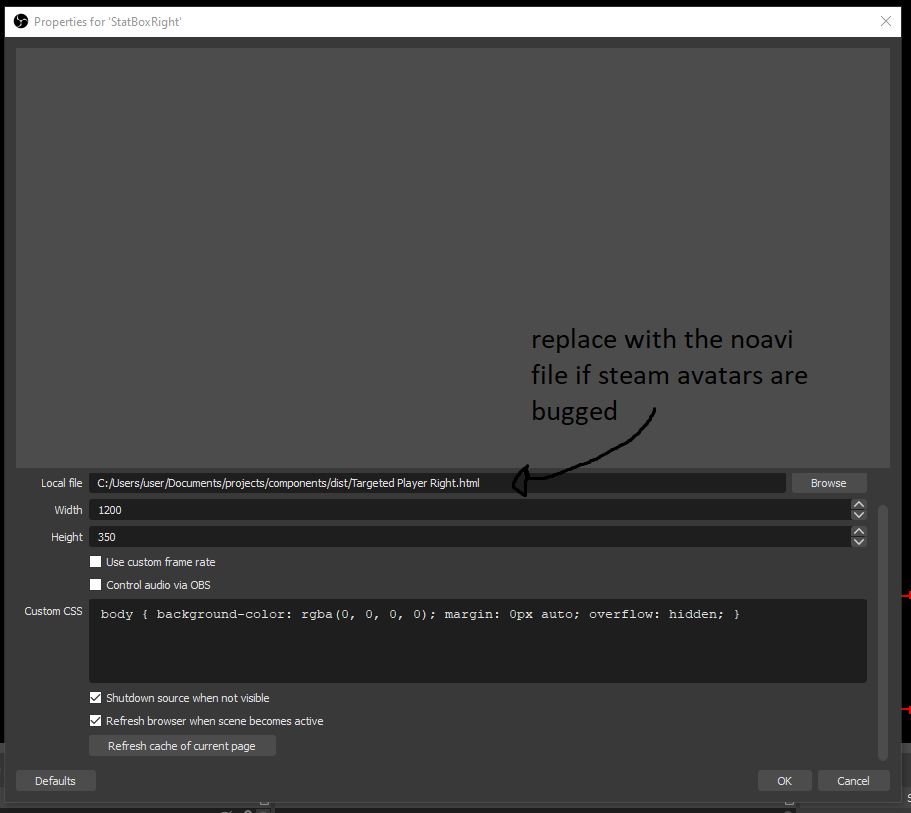 Properties for 'StatBoxRight'
replace with the noavi
file if steam avatars are
bugged
Local file C:/Users/user/Documents/projects/components/dist/Targeted Player Right.html Browse
Width 1200
Height 350
Use custom frame rate
Control audio via OBS
Custom CSS body { background-color: rgba(0, 0, 0, 0); margin: 0px auto; overflow: hidden; }
Shutdown source when not visible
Refresh browser when scene becomes active
Refresh cache of current page
Defaults OK Cancel